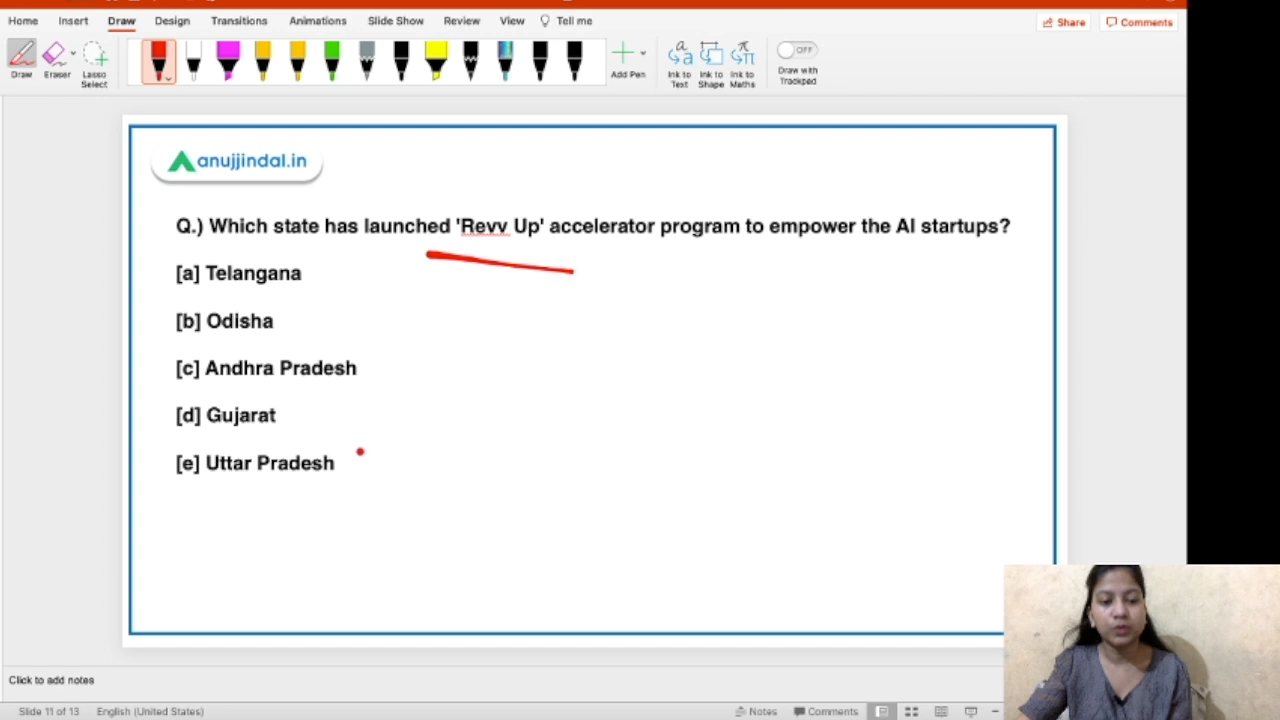 Home Insert Draw Design Transitions Animations Slide Show Review View Tell me Share Comments
Draw Eraser Lasso Select Add Pen Ink to Text Ink to Shape Ink to Maths OFF Draw with Trackpad
anujjindal.in
Q.) Which state has launched 'Revv Up' accelerator program to empower the AI startups?
[a] Telangana
[b] Odisha
[c] Andhra Pradesh
[d] Gujarat
[e] Uttar Pradesh
Click to add notes
Slide 11 of 13 English (United States) Notes Comments